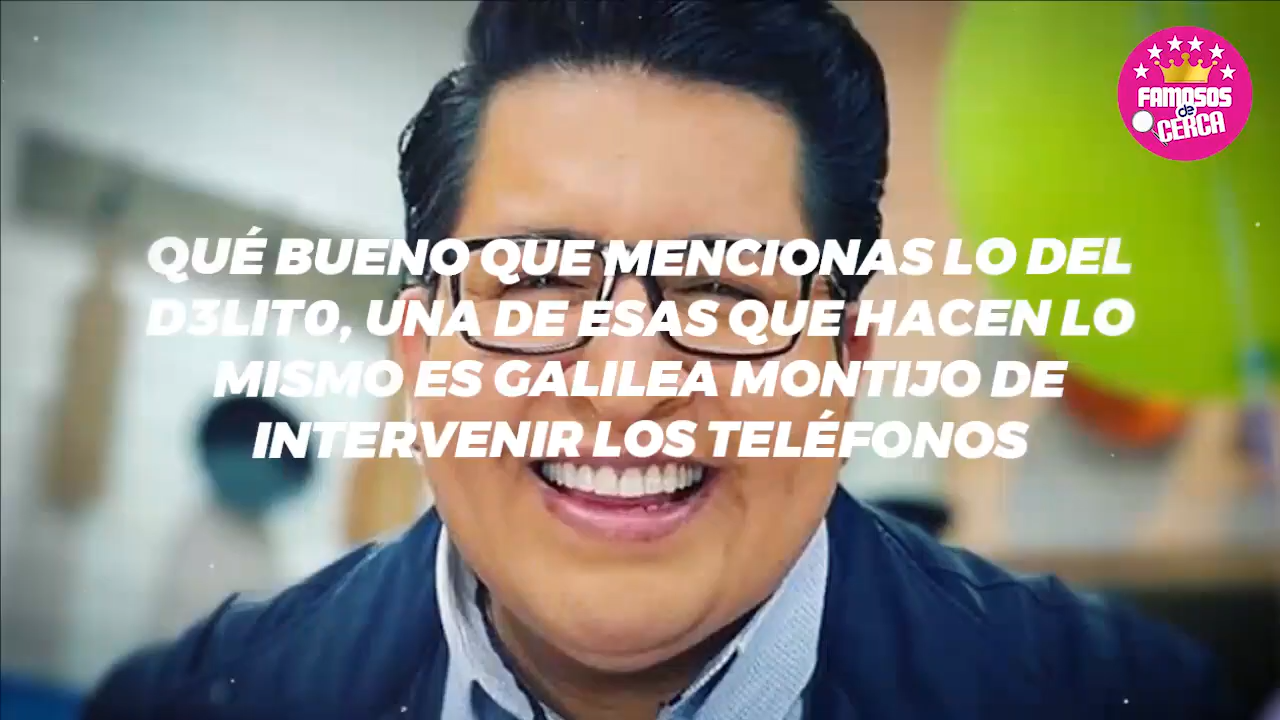 FAMOSOS
de
CERCA
QUÉ BUENO QUE MENCIONAS LO DEL
D3LIT0, UNA DE ESAS QUE HACEN LO
MISMO ES GALILEA MONTIJO DE
INTERVENIR LOS TELÉFONOS